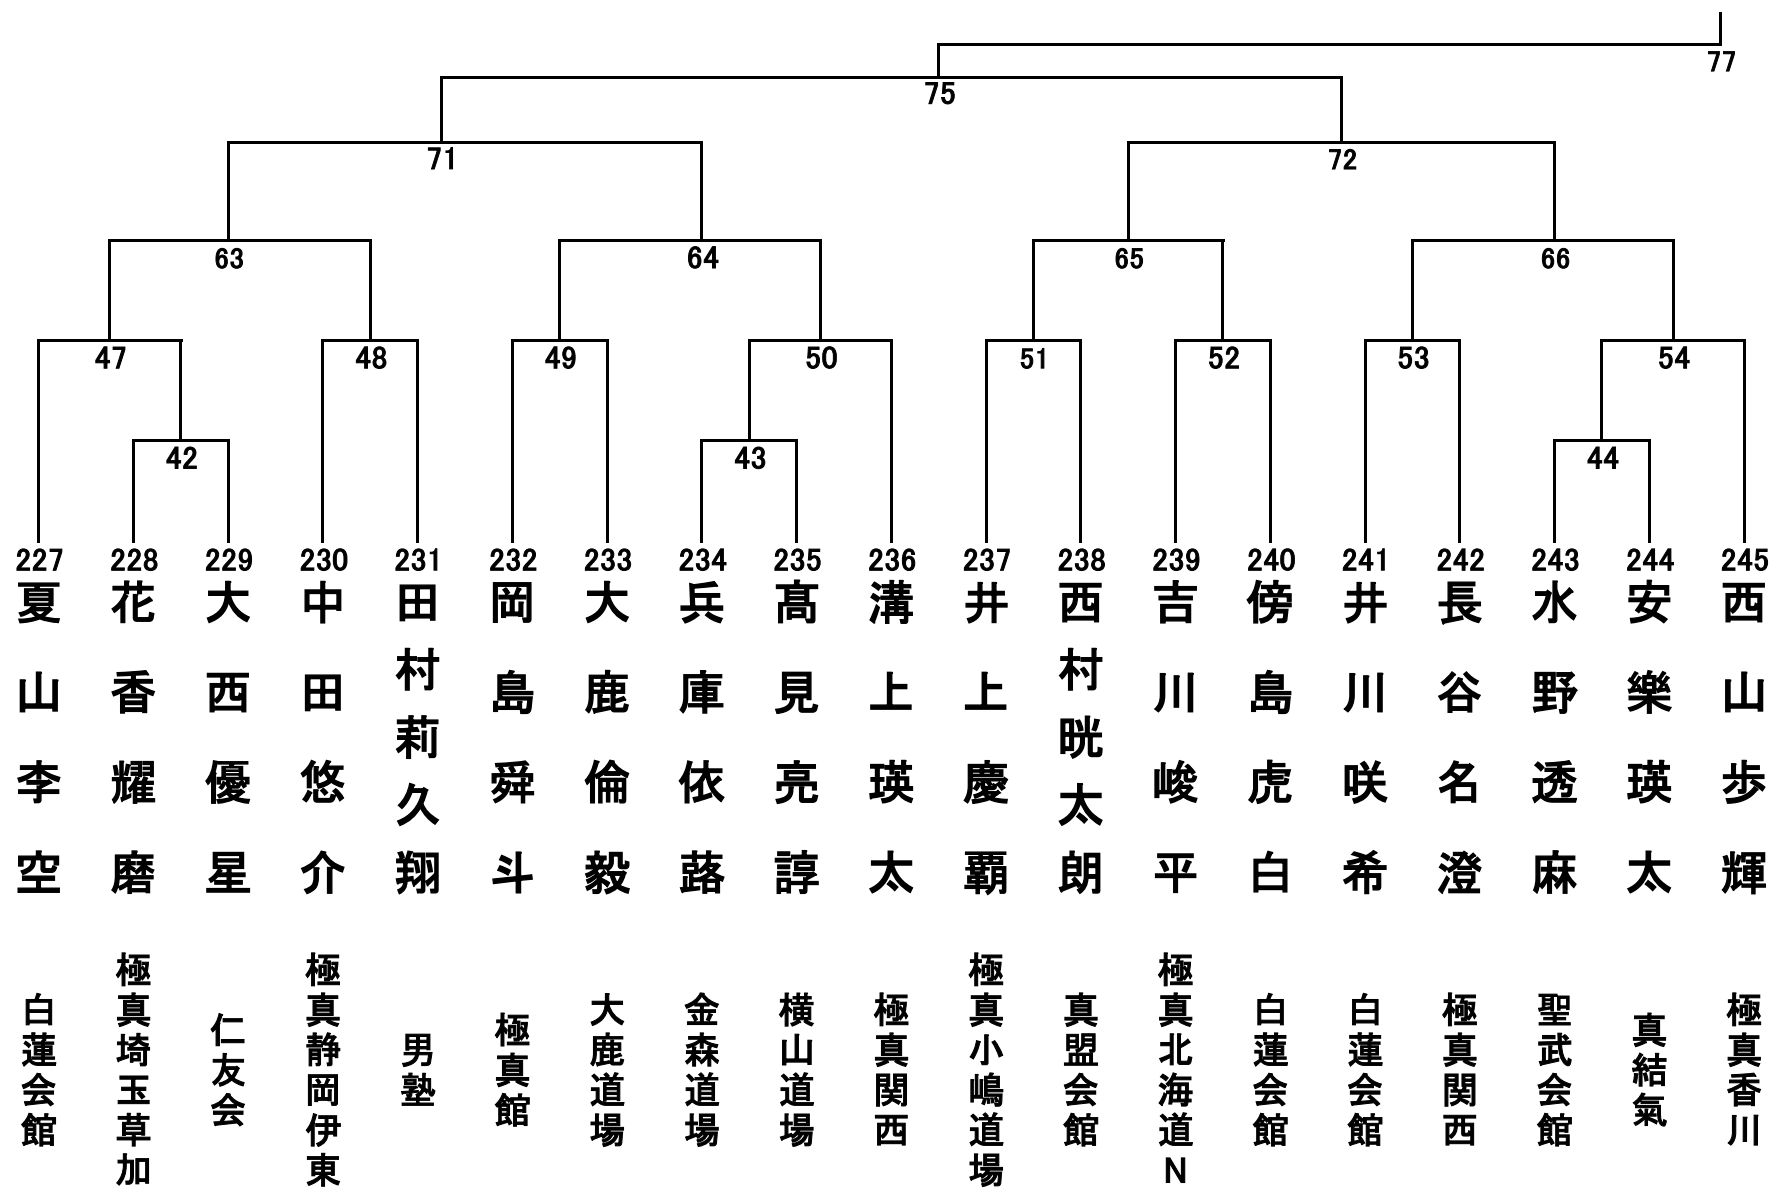 77
75
71
72
63
64
65
66
47
48
49
50
51
52
53
54
42
43
44
227
夏山李空
白蓮会館
228
花香耀磨
極真埼玉草加
229
大西優星
仁友会
230
中田悠介
極真静岡伊東
231
田村莉久翔
男塾
232
岡島舜斗
極真館
233
大鹿倫毅
大鹿道場
234
兵庫依蕗
金森道場
235
髙見亮諄
横山道場
236
溝上瑛太
極真関西
237
井上慶覇
極真小嶋道場
238
西村晄太朗
真盟会館
239
吉川峻平
極真北海道N
240
傍島虎白
白蓮会館
241
井川咲希
白蓮会館
242
長谷名澄
極真関西
243
水野透麻
聖武会館
244
安樂瑛太
真結氣
245
西山歩輝
極真香川